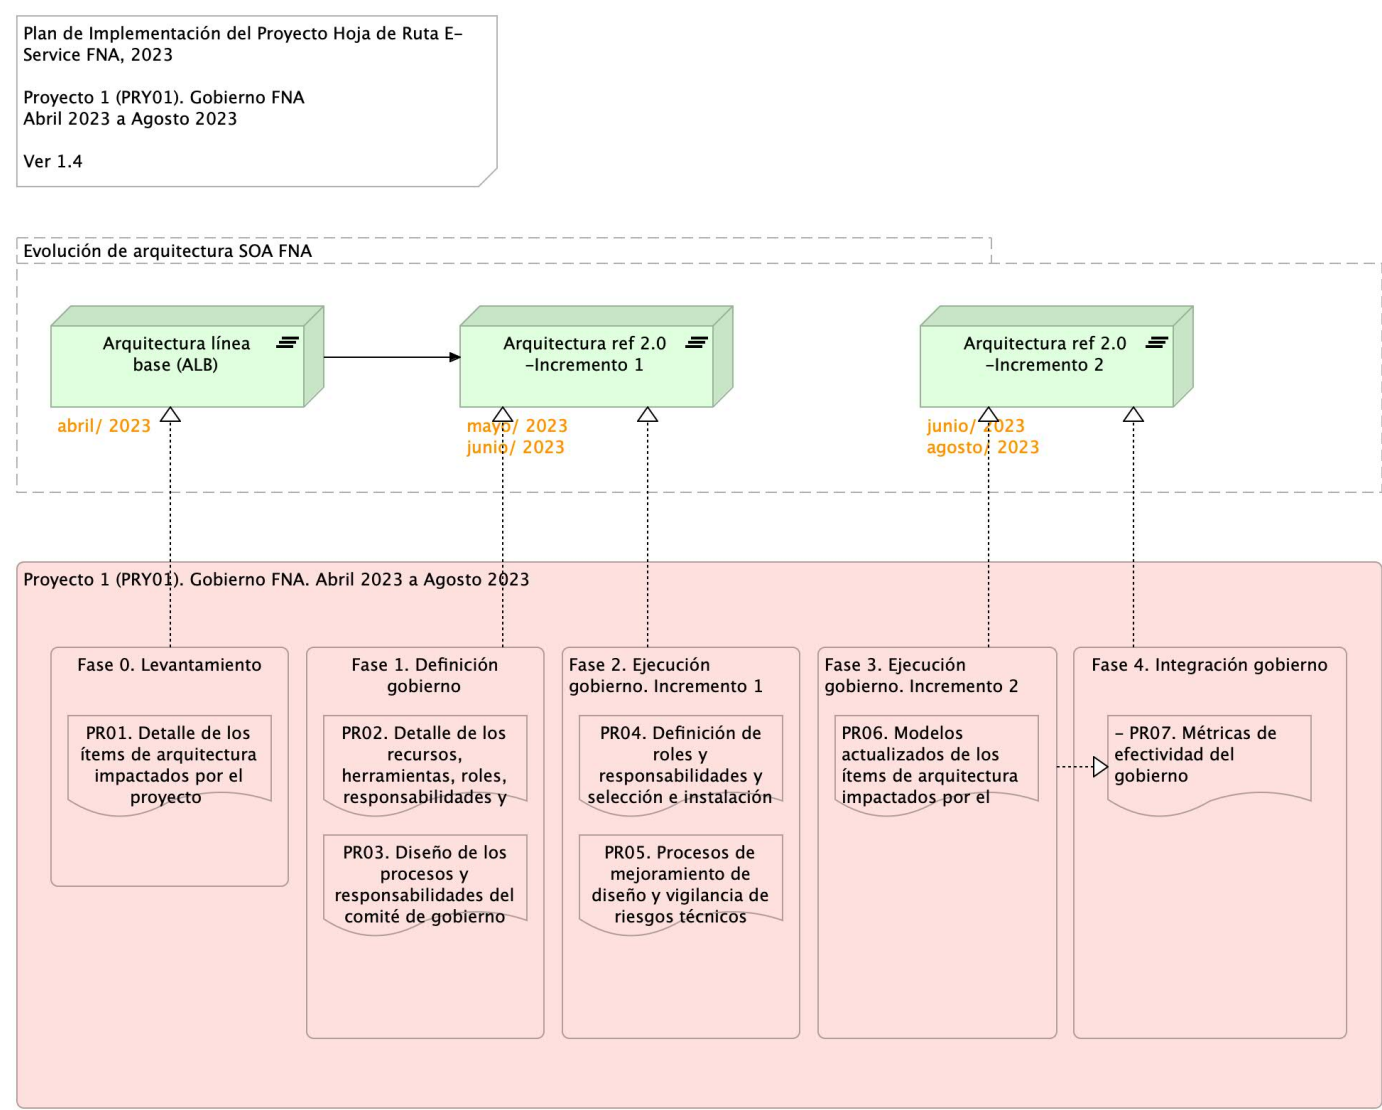 Plan de Implementación del Proyecto Hoja de Ruta E-
Service FNA, 2023
Proyecto 1 (PRY01). Gobierno FNA
Abril 2023 a Agosto 2023
Ver 1.4
Evolución de arquitectura SOA FNA
Arquitectura línea
base (ALB)
abril/ 2023
Arquitectura ref 2.0
-Incremento 1
mayo/ 2023
junio/ 2023
Arquitectura ref 2.0
-Incremento 2
junio/ 2023
agosto/ 2023
Proyecto 1 (PRY01). Gobierno FNA. Abril 2023 a Agosto 2023
Fase 0. Levantamiento
PR01. Detalle de los
ítems de arquitectura
impactados por el
proyecto
Fase 1. Definición
gobierno
PR02. Detalle de los
recursos,
herramientas, roles,
responsabilidades y
PR03. Diseño de los
procesos y
responsabilidades del
comité de gobierno
Fase 2. Ejecución
gobierno. Incremento 1
PR04. Definición de
roles y
responsabilidades y
selección e instalación
PR05. Procesos de
mejoramiento de
diseño y vigilancia de
riesgos técnicos
Fase 3. Ejecución
gobierno. Incremento 2
PR06. Modelos
actualizados de los
ítems de arquitectura
impactados por el
Fase 4. Integración gobierno
- PR07. Métricas de
efectividad del
gobierno